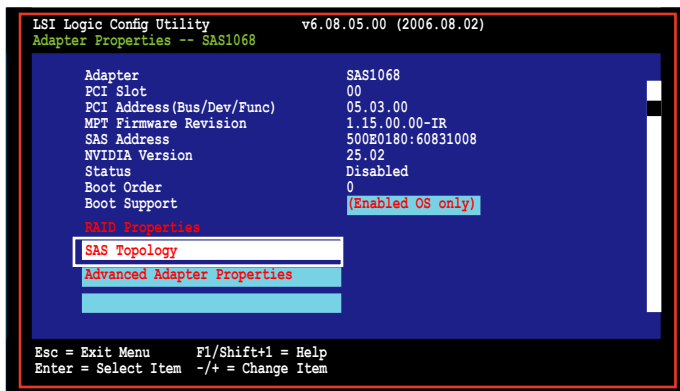 LSI Logic Config Utility v6.08.05.00 (2006.08.02)
Adapter Properties -- SAS1068
Adapter SAS1068
PCI Slot 00
PCI Address(Bus/Dev/Func) 05.03.00
MPT Firmware Revision 1.15.00.00-IR
SAS Address 500E0180:60831008
NVIDIA Version 25.02
Status Disabled
Boot Order 0
Boot Support (Enabled OS only)
RAID Properties
SAS Topology
Advanced Adapter Properties
Esc = Exit Menu F1/Shift+1 = Help
Enter = Select Item -/+ = Change Item